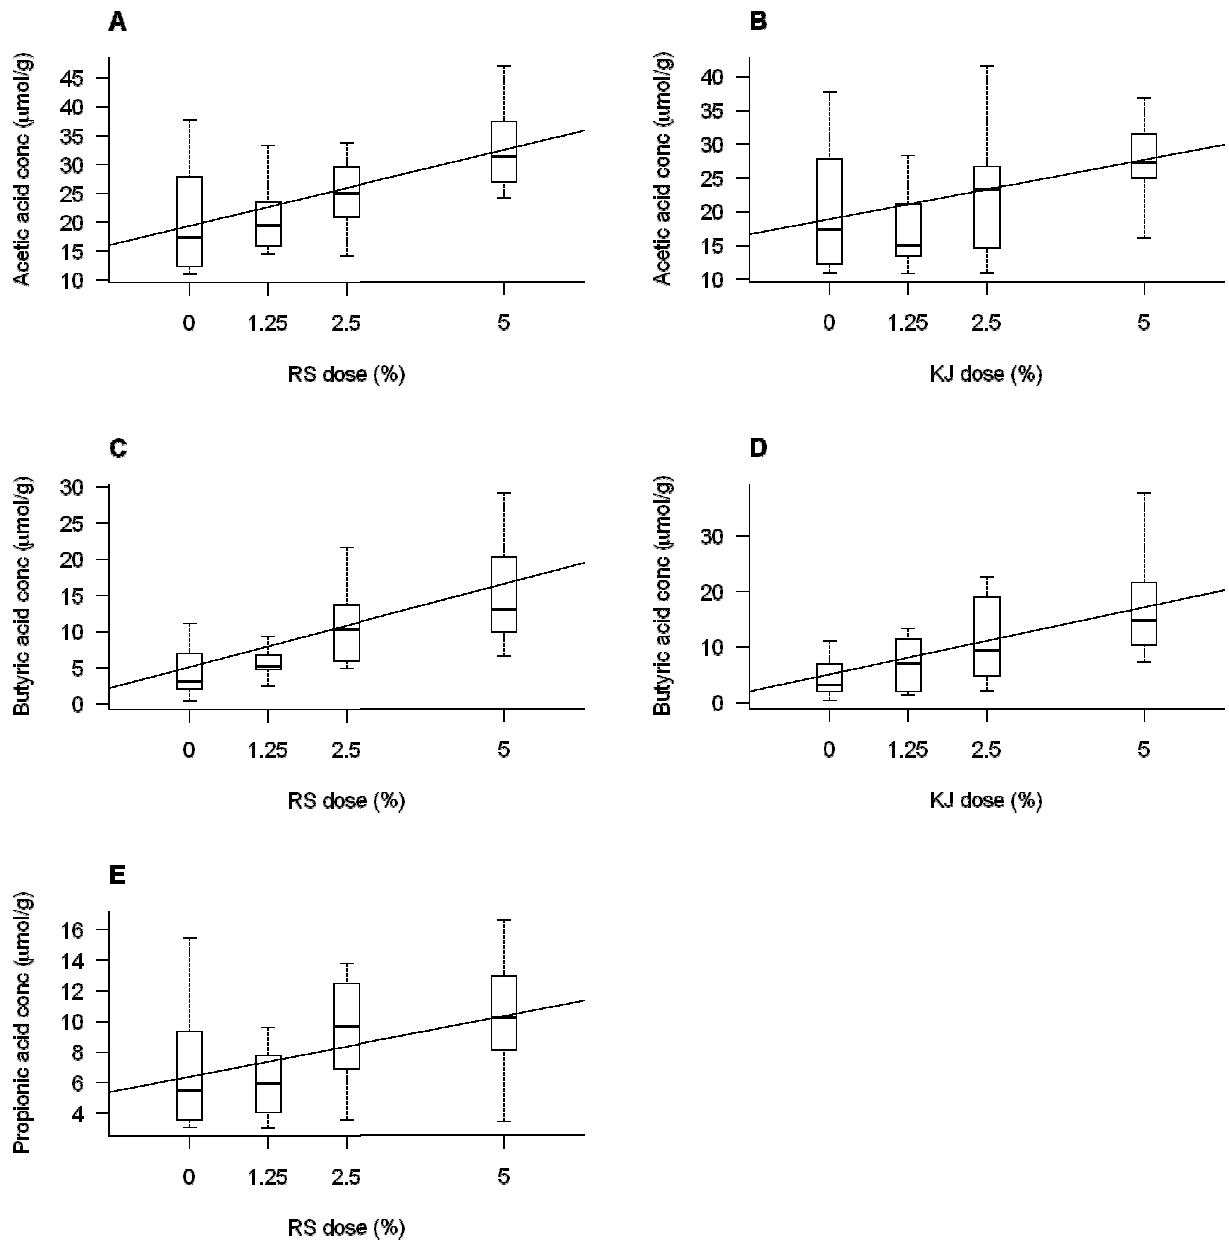 A
Acetic acid conc (μmol/g)
45
40
35
30
25
20
15
10
0 1.25 2.5 5
RS dose (%)
B
Acetic acid conc (μmol/g)
40
35
30
25
20
15
10
0 1.25 2.5 5
KJ dose (%)
C
Butyric acid conc (μmol/g)
30
25
20
15
10
5
0
0 1.25 2.5 5
RS dose (%)
D
Butyric acid conc (μmol/g)
30
20
10
0
0 1.25 2.5 5
KJ dose (%)
E
Propionic acid conc (μmol/g)
16
14
12
10
8
6
4
0 1.25 2.5 5
RS dose (%)